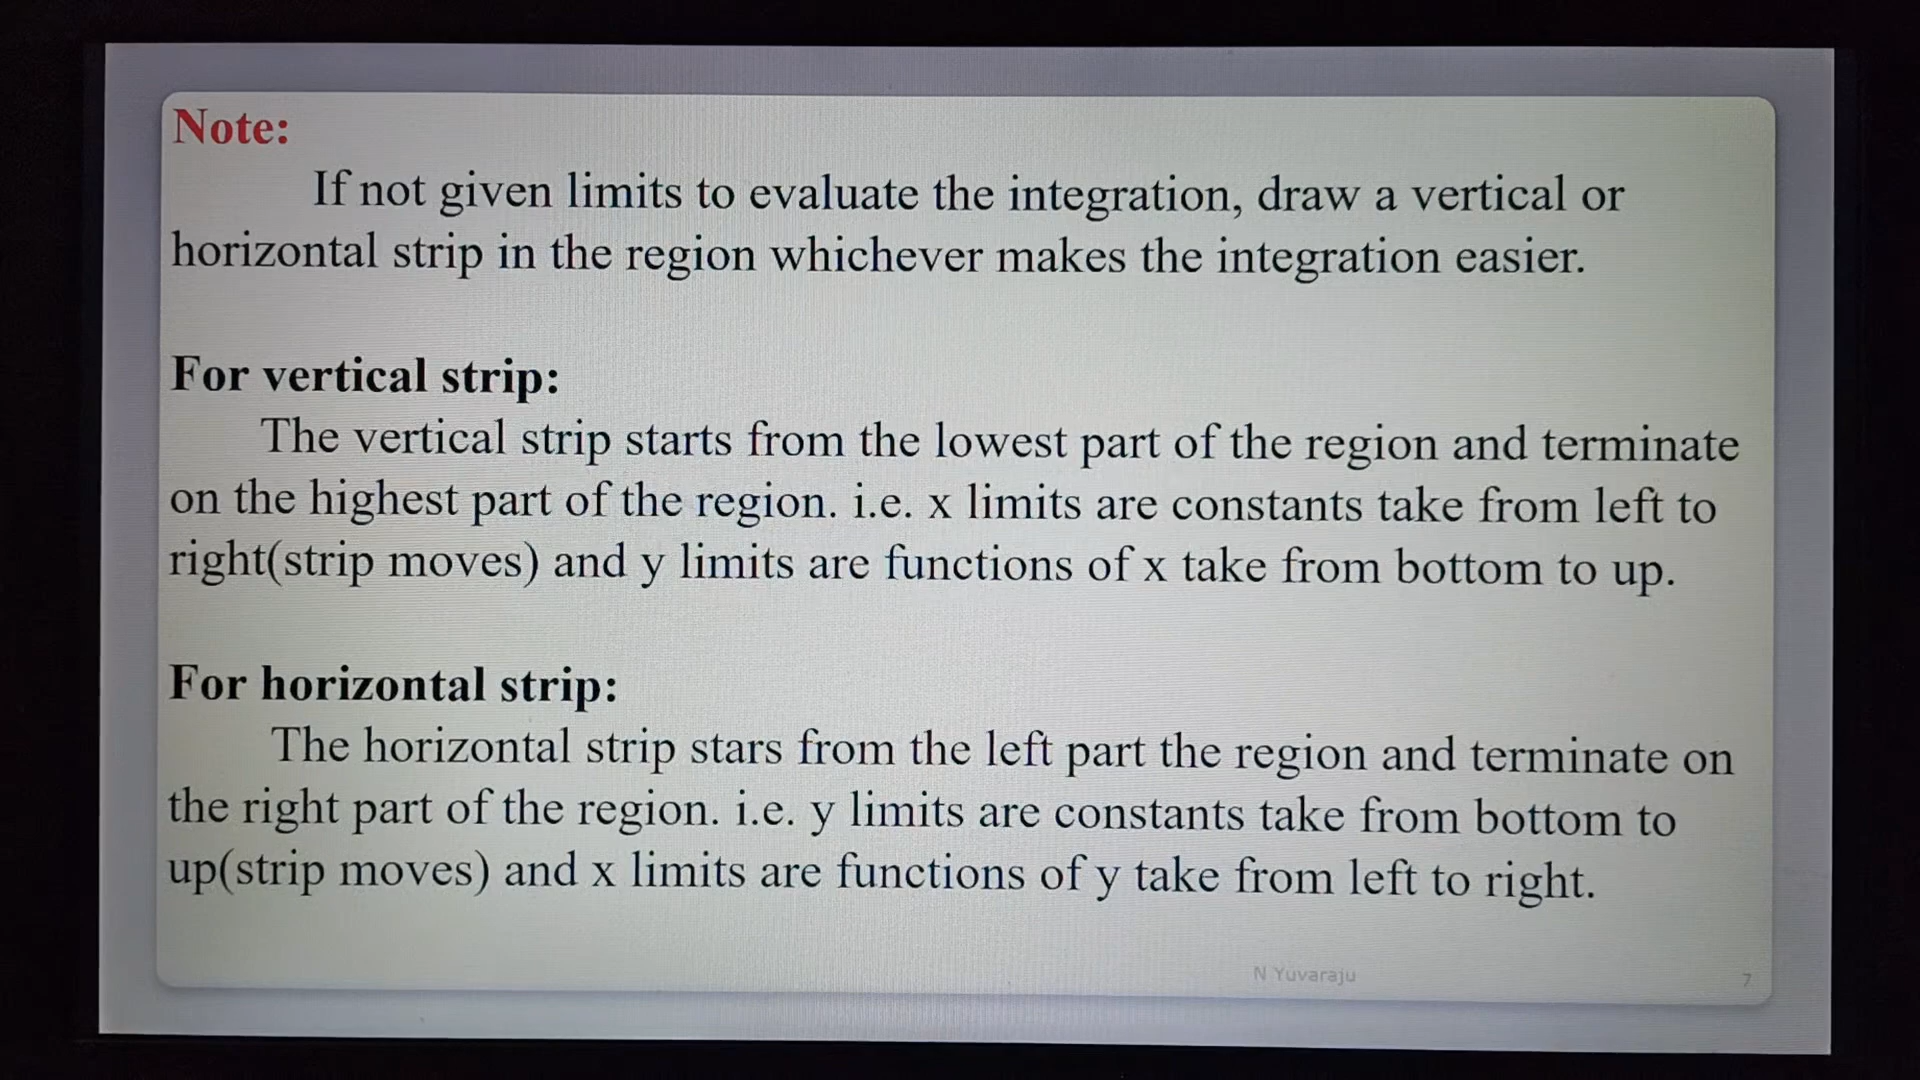 Note:
If not given limits to evaluate the integration, draw a vertical or
horizontal strip in the region whichever makes the integration easier.
For vertical strip:
The vertical strip starts from the lowest part of the region and terminate
on the highest part of the region. i.e. x limits are constants take from left to
right(strip moves) and y limits are functions of x take from bottom to up.
For horizontal strip:
The horizontal strip stars from the left part the region and terminate on
the right part of the region. i.e. y limits are constants take from bottom to
up(strip moves) and x limits are functions of y take from left to right.
N Yuvaraju
7